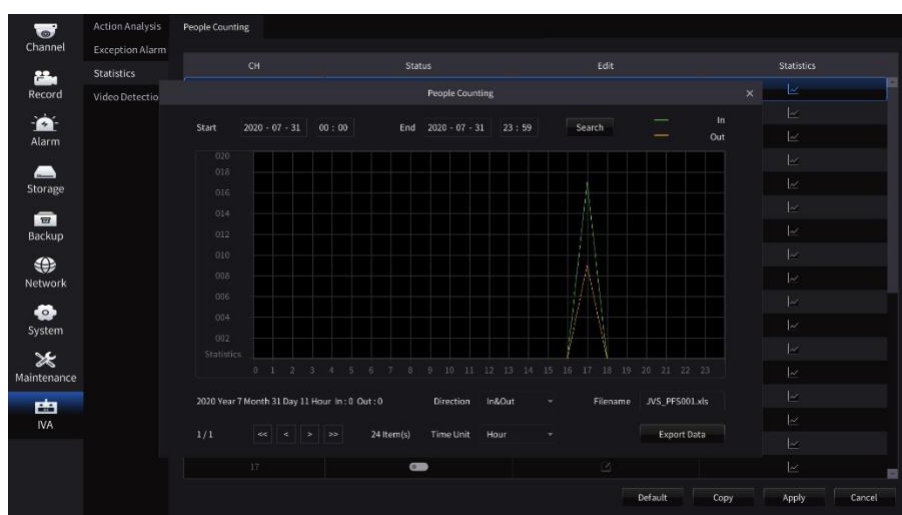 Channel
Record
Alarm
Storage
Backup
Network
System
Maintenance
IVA
Action Analysis
Exception Alarm
Statistics
Video Detectio
People Counting
CH Status Edit Statistics
People Counting ×
Start 2020 - 07 - 31 00 : 00 End 2020 - 07 - 31 23 : 59 Search
In
Out
020
018
016
014
012
010
008
006
004
002
Statistics
0 1 2 3 4 5 6 7 8 9 10 11 12 13 14 15 16 17 18 19 20 21 22 23
2020 Year 7 Month 31 Day 11 Hour In : 0 Out : 0 Direction In&Out Filename JVS_PFS001.xls
1 / 1 << < > >> 24 Item(s) Time Unit Hour Export Data
17
Default Copy Apply Cancel